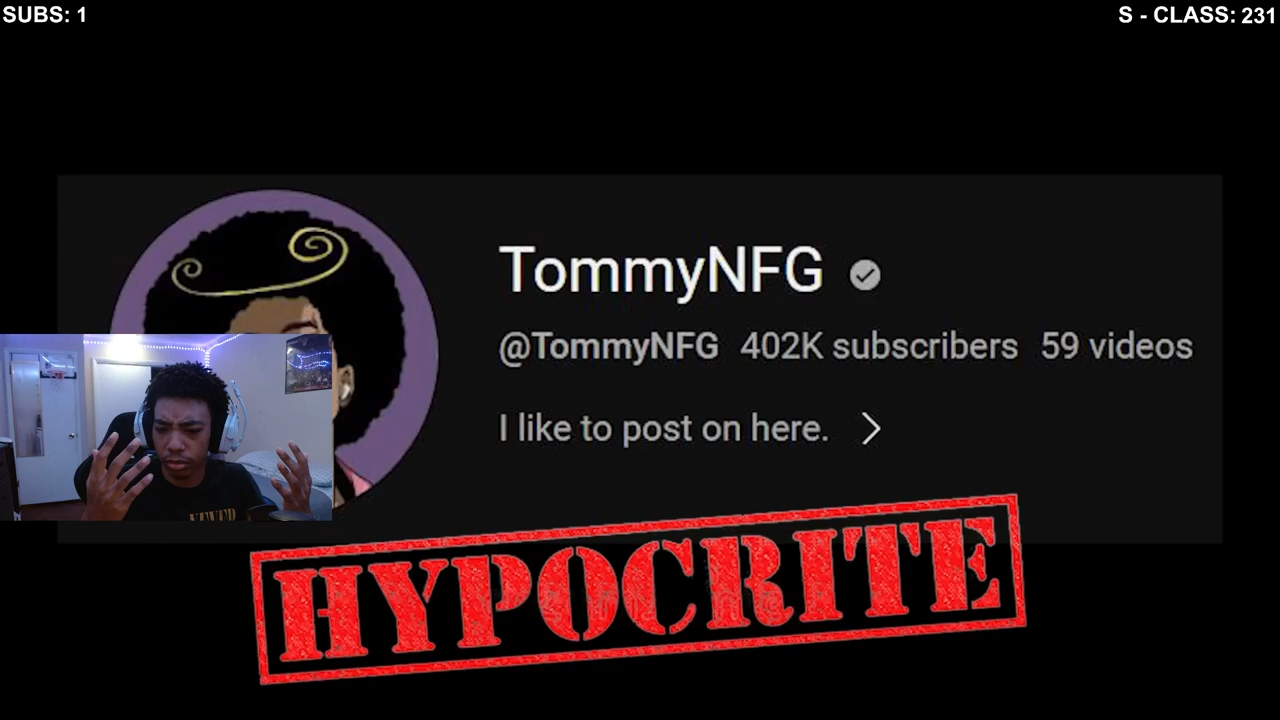 SUBS: 1
S - CLASS: 231
TommyNFG
@TommyNFG 402K subscribers 59 videos
I like to post on here.
HYPOCRITE